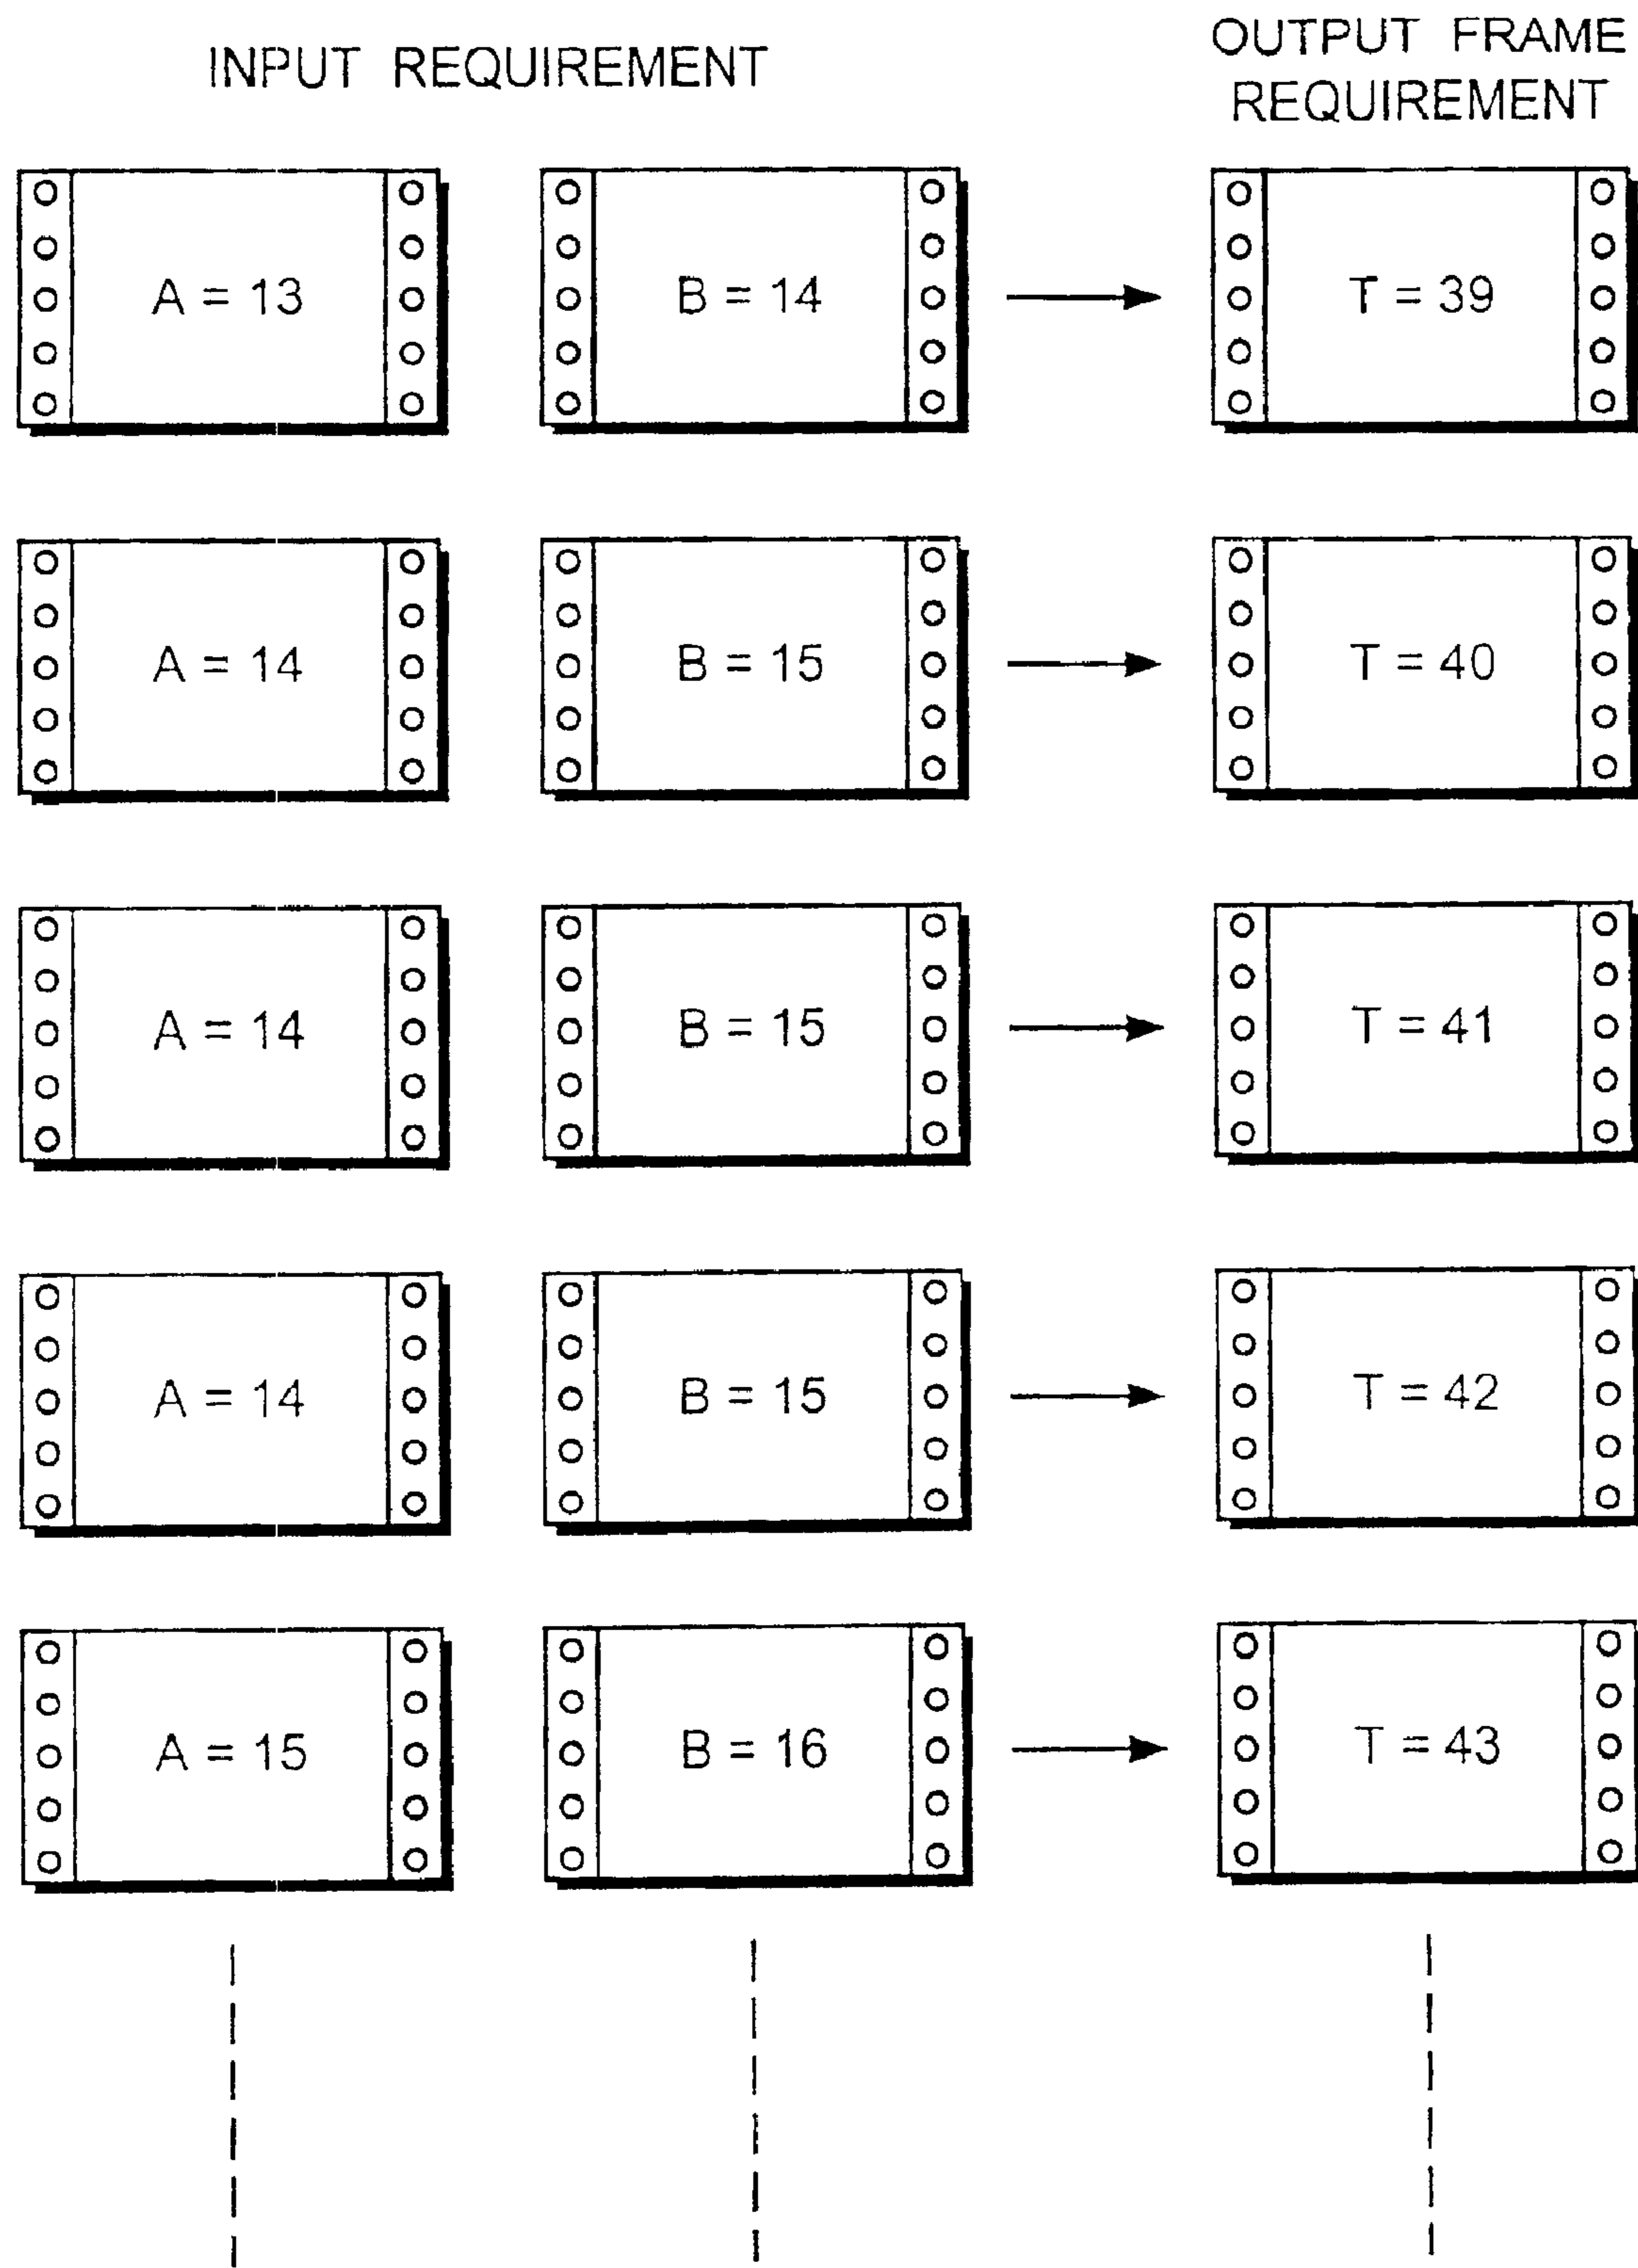 INPUT REQUIREMENT
OUTPUT FRAME
REQUIREMENT
A = 13
B = 14
T = 39
A = 14
B = 15
T = 40
A = 14
B = 15
T = 41
A = 14
B = 15
T = 42
A = 15
B = 16
T = 43